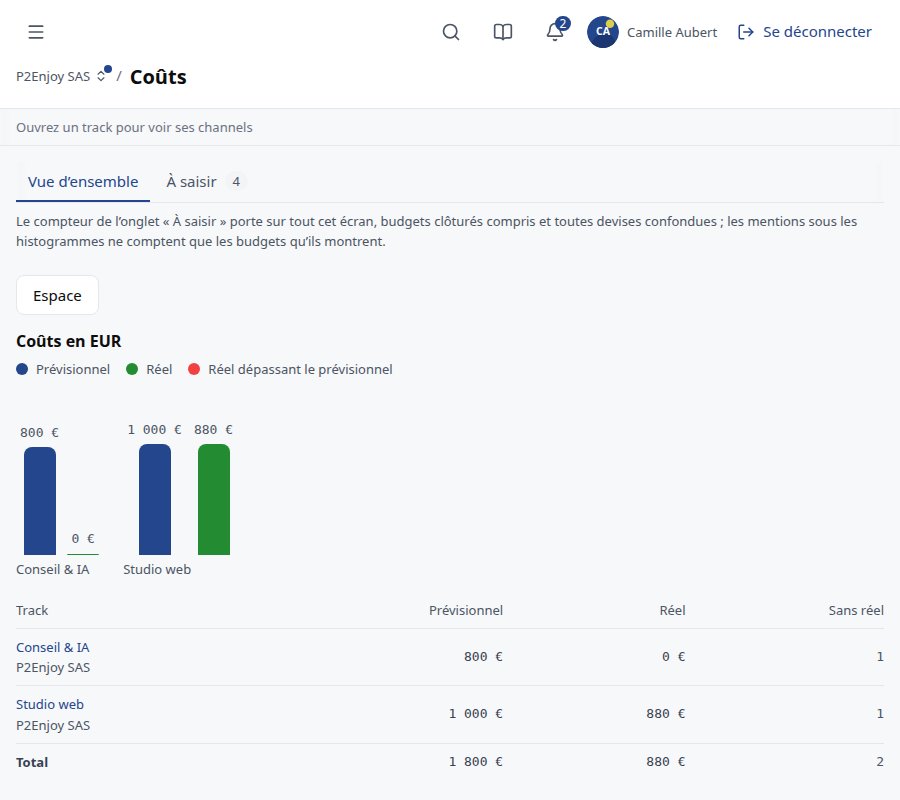 2
CA
Camille Aubert
Se déconnecter
P2Enjoy SAS / Coûts
Ouvrez un track pour voir ses channels
Vue d’ensemble
À saisir 4
Le compteur de l’onglet « À saisir » porte sur tout cet écran, budgets clôturés compris et toutes devises confondues ; les mentions sous les
histogrammes ne comptent que les budgets qu’ils montrent.
Espace
Coûts en EUR
Prévisionnel Réel Réel dépassant le prévisionnel
800 € 1 000 € 880 €
0 €
Conseil & IA Studio web
Track Prévisionnel Réel Sans réel
Conseil & IA
P2Enjoy SAS
800 € 0 € 1
Studio web
P2Enjoy SAS
1 000 € 880 € 1
Total 1 800 € 880 € 2